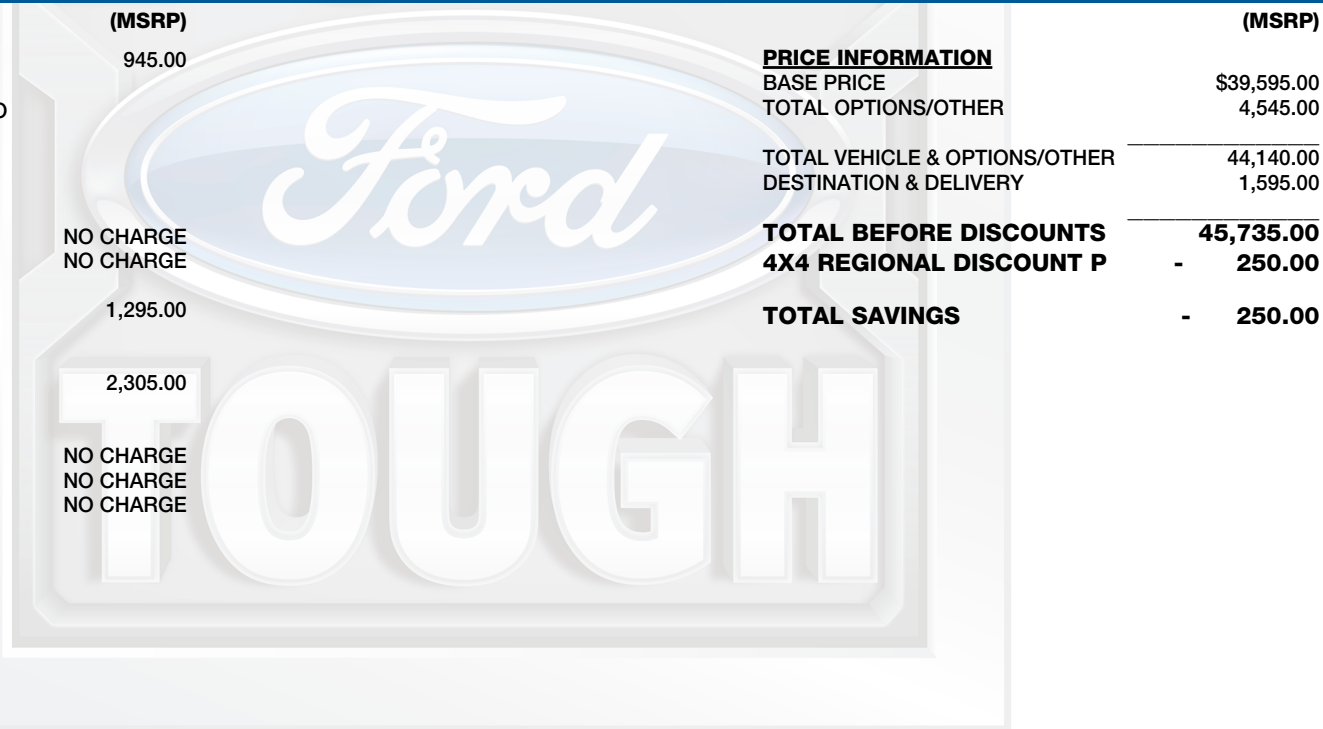 (MSRP)
945.00
NO CHARGE
NO CHARGE
1,295.00
2,305.00
NO CHARGE
NO CHARGE
NO CHARGE
Ford
TOUGH
(MSRP)
PRICE INFORMATION
BASE PRICE $39,595.00
TOTAL OPTIONS/OTHER 4,545.00
TOTAL VEHICLE & OPTIONS/OTHER 44,140.00
DESTINATION & DELIVERY 1,595.00
TOTAL BEFORE DISCOUNTS 45,735.00
4X4 REGIONAL DISCOUNT P - 250.00
TOTAL SAVINGS - 250.00